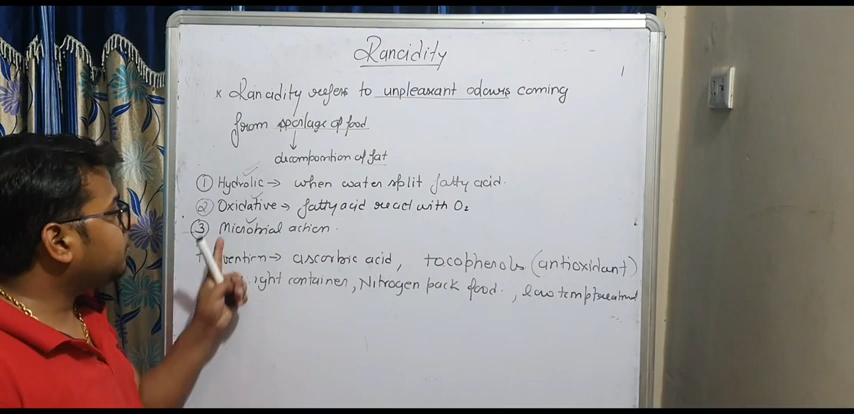 Rancidity
× Rancidity refers to unpleasant odours coming
from spoilage of food
↓
decomposition of fat
① Hydrolic → when water split fatty acid.
② Oxidative → fatty acid react with O₂
③ Microbial action.
vention → ascorbic acid, tocopherols (antioxidant)
ight container, Nitrogen pack food., low temp treatment